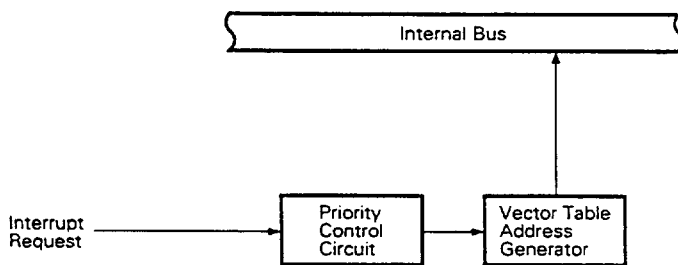 Internal Bus
Interrupt
Request
Priority
Control
Circuit
Vector Table
Address
Generator